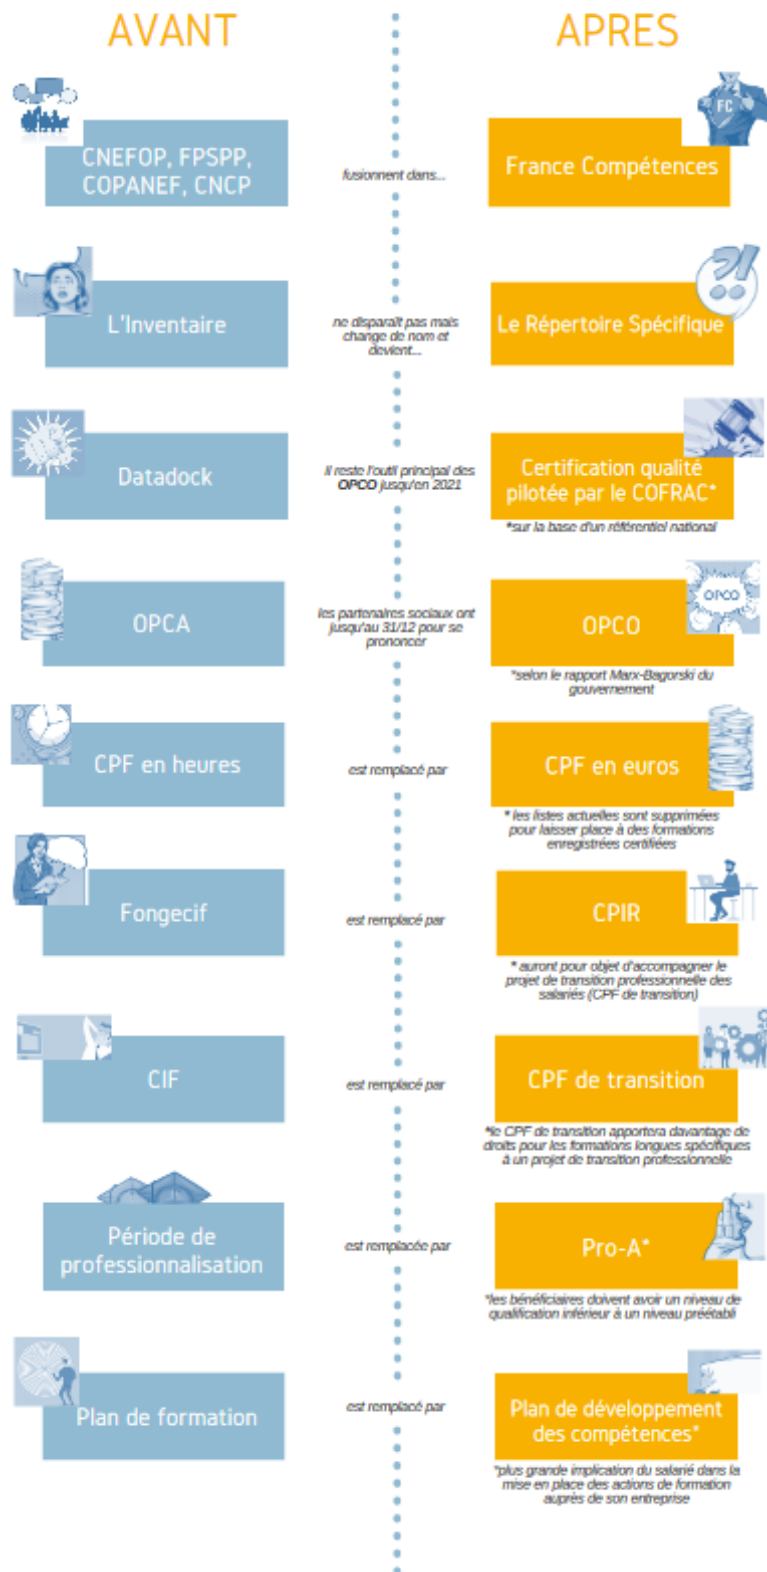 AVANT
APRES
CNEFOP, FPSPP,
COPANEF, CNCP
fusionnent dans...
FC
France Compétences
L'Inventaire
ne disparaît pas mais
change de nom et
devient...
?!
Le Répertoire Spécifique
Datadock
il reste l'outil principal des
OPCO jusqu'en 2021
Certification qualité
pilotée par le COFRAC*
*sur la base d'un référentiel national
OPCA
les partenaires sociaux ont
jusqu'au 31/12 pour se
prononcer
OPCO
OPCO
*selon le rapport Marx-Bagorski du
gouvernement
CPF en heures
est remplacé par
CPF en euros
* les listes actuelles sont supprimées
pour laisser place à des formations
enregistrées certifiées
Fongecif
est remplacé par
CPIR
* auront pour objet d'accompagner le
projet de transition professionnelle des
salariés (CPF de transition)
CIF
est remplacé par
CPF de transition
*le CPF de transition apportera davantage de
droits pour les formations longues spécifiques
à un projet de transition professionnelle
Période de
professionnalisation
est remplacée par
Pro-A*
*les bénéficiaires doivent avoir un niveau de
qualification inférieur à un niveau préétabli
Plan de formation
est remplacé par
Plan de développement
des compétences*
*plus grande implication du salarié dans la
mise en place des actions de formation
auprès de son entreprise